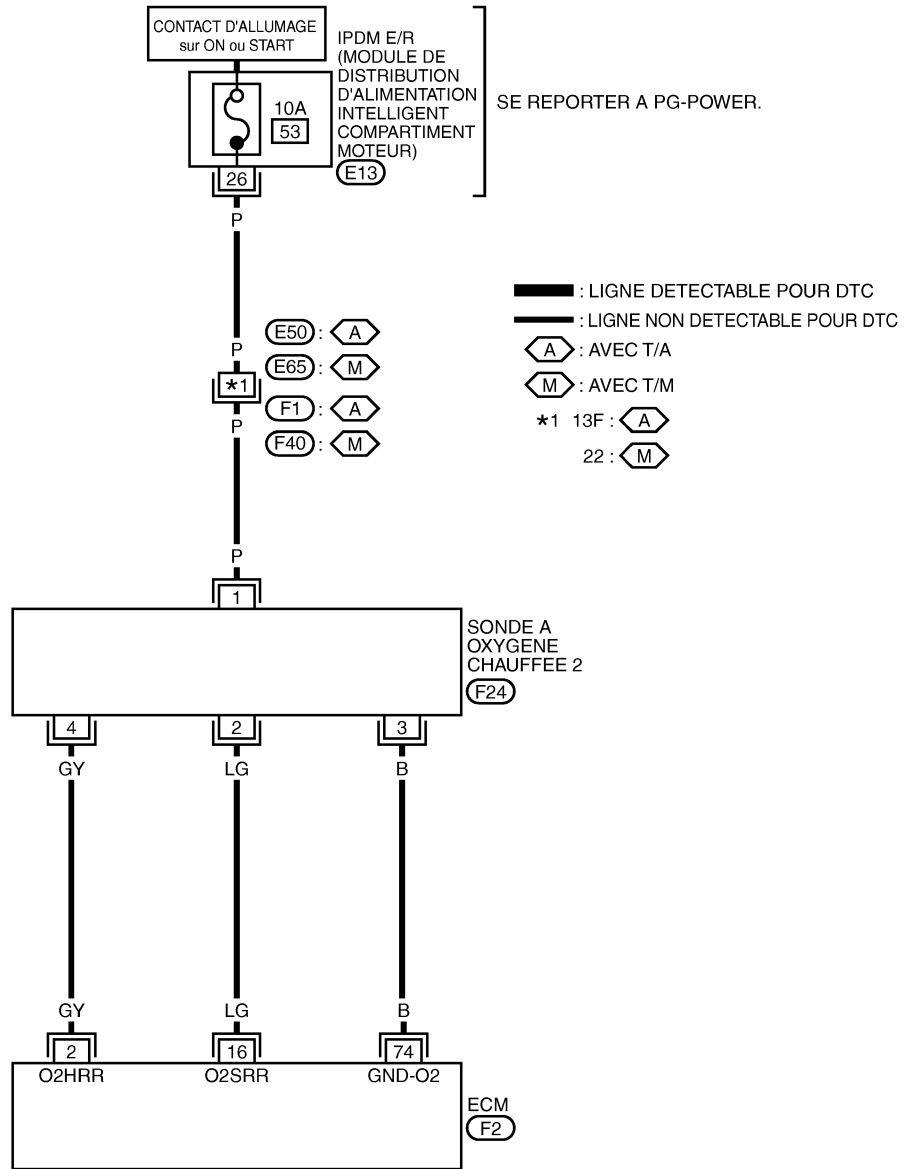 CONTACT D'ALLUMAGE
sur ON ou START
IPDM E/R
(MODULE DE
DISTRIBUTION
D'ALIMENTATION
INTELLIGENT
COMPARTIMENT
MOTEUR)
E13
10A
53
SE REPORTER A PG-POWER.
26
P
P
*1
P
E50 : A
E65 : M
F1 : A
F40 : M
: LIGNE DETECTABLE POUR DTC
: LIGNE NON DETECTABLE POUR DTC
A : AVEC T/A
M : AVEC T/M
*1 13F : A
22 : M
P
1
SONDE A
OXYGENE
CHAUFFEE 2
F24
4 2 3
GY LG B
GY LG B
2 16 74
O2HRR O2SRR GND-O2
ECM
F2